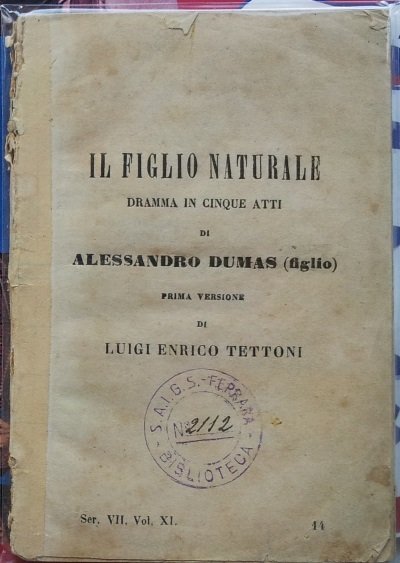 IL FIGLIO NATURALE
DRAMMA IN CINQUE ATTI
DI
ALESSANDRO DUMAS (figlio)
PRIMA VERSIONE
DI
LUIGI ENRICO TETTONI
S.A.I.G.S.-FERRARA
No 2112
BIBLIOTECA
Ser. VII. Vol. XI. 14